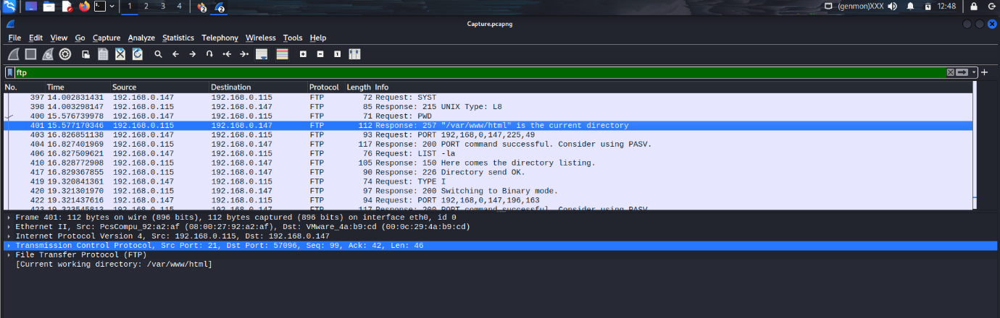 1 2 3 4 (genmon)XXX 12:48
Capture.pcapng
File Edit View Go Capture Analyze Statistics Telephony Wireless Tools Help
ftp
No. Time Source Destination Protocol Length Info
397 14.002831431 192.168.0.147 192.168.0.115 FTP 72 Request: SYST
398 14.003298147 192.168.0.115 192.168.0.147 FTP 85 Response: 215 UNIX Type: L8
400 15.576739978 192.168.0.147 192.168.0.115 FTP 71 Request: PWD
401 15.577170346 192.168.0.115 192.168.0.147 FTP 112 Response: 257 "/var/www/html" is the current directory
403 16.826851138 192.168.0.147 192.168.0.115 FTP 93 Request: PORT 192,168,0,147,225,49
404 16.827401969 192.168.0.115 192.168.0.147 FTP 117 Response: 200 PORT command successful. Consider using PASV.
406 16.827509621 192.168.0.147 192.168.0.115 FTP 76 Request: LIST -la
410 16.828772908 192.168.0.115 192.168.0.147 FTP 105 Response: 150 Here comes the directory listing.
417 16.829367855 192.168.0.115 192.168.0.147 FTP 90 Response: 226 Directory send OK.
419 19.320841361 192.168.0.147 192.168.0.115 FTP 74 Request: TYPE I
420 19.321301970 192.168.0.115 192.168.0.147 FTP 97 Response: 200 Switching to Binary mode.
422 19.321437616 192.168.0.147 192.168.0.115 FTP 94 Request: PORT 192,168,0,147,196,163
423 19.323545813 192.168.0.115 192.168.0.147 FTP 117 Response: 200 PORT command successful. Consider using PASV.
Frame 401: 112 bytes on wire (896 bits), 112 bytes captured (896 bits) on interface eth0, id 0
Ethernet II, Src: PcsCompu_92:a2:af (08:00:27:92:a2:af), Dst: VMware_4a:b9:cd (00:0c:29:4a:b9:cd)
Internet Protocol Version 4, Src: 192.168.0.115, Dst: 192.168.0.147
Transmission Control Protocol, Src Port: 21, Dst Port: 57096, Seq: 99, Ack: 42, Len: 46
File Transfer Protocol (FTP)
[Current working directory: /var/www/html]